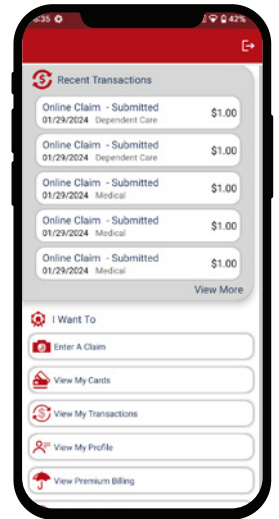 5:35
42%
Recent Transactions
Online Claim - Submitted
$1.00
01/29/2024 Dependent Care
Online Claim - Submitted
$1.00
01/29/2024 Dependent Care
Online Claim - Submitted
$1.00
01/29/2024 Medical
Online Claim - Submitted
$1.00
01/29/2024 Medical
Online Claim - Submitted
$1.00
01/29/2024 Medical
View More
I Want To
Enter A Claim
View My Cards
View My Transactions
View My Profile
View Premium Billing